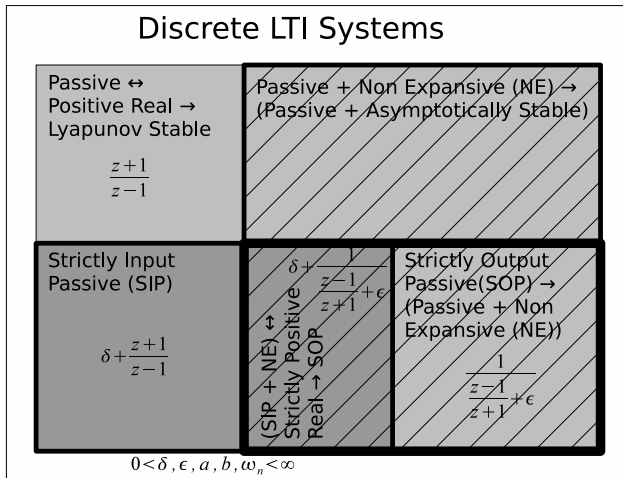 Discrete LTI Systems
Passive ↔
Positive Real →
Lyapunov Stable
z+1
z−1
Passive + Non Expansive (NE) →
(Passive + Asymptotically Stable)
Strictly Input
Passive (SIP)
δ+ z+1
z−1
(SIP + NE) ↔
Strictly Positive
Real → SOP
δ+ 1
z−1
z+1 +ϵ
Strictly Output
Passive(SOP) →
(Passive + Non
Expansive (NE))
1
z−1
z+1 +ϵ
0<δ,ϵ,a,b,ωn<∞